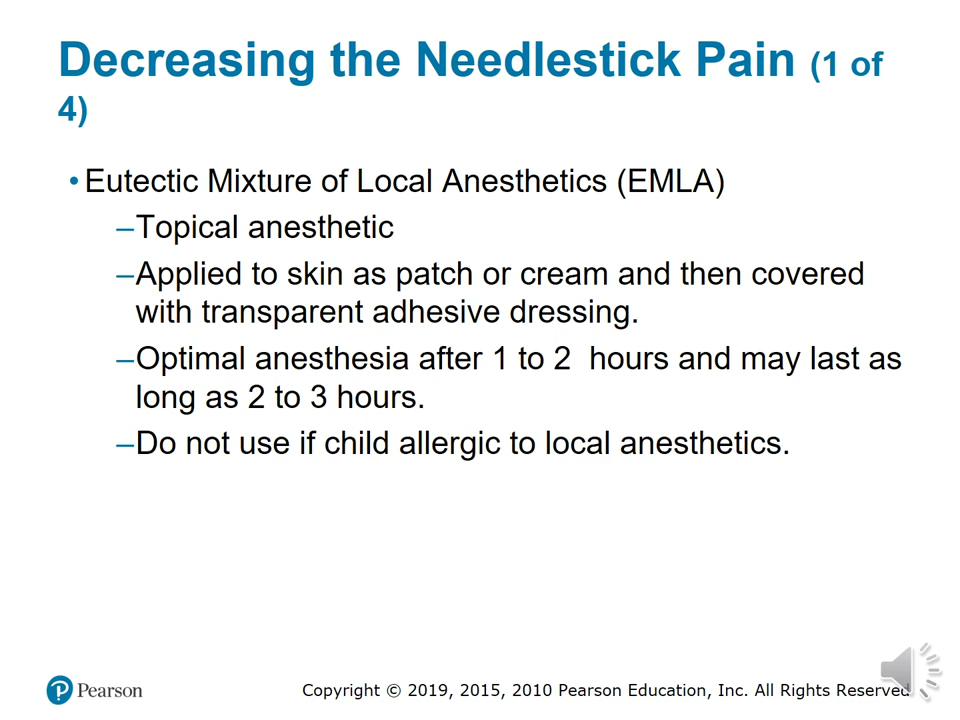 Decreasing the Needlestick Pain (1 of
4)
• Eutectic Mixture of Local Anesthetics (EMLA)
–Topical anesthetic
–Applied to skin as patch or cream and then covered
with transparent adhesive dressing.
–Optimal anesthesia after 1 to 2  hours and may last as
long as 2 to 3 hours.
–Do not use if child allergic to local anesthetics.
Pearson
Copyright © 2019, 2015, 2010 Pearson Education, Inc. All Rights Reserved